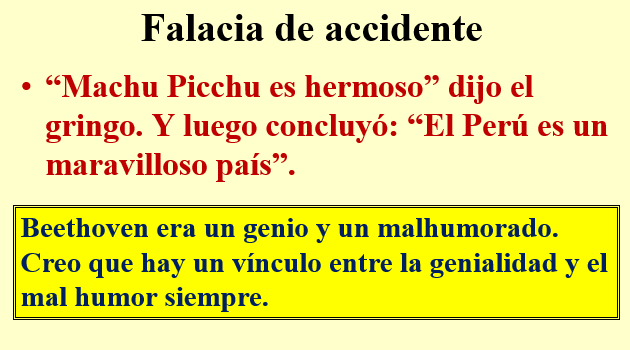 Falacia de accidente
• “Machu Picchu es hermoso” dijo el
gringo. Y luego concluyó: “El Perú es un
maravilloso país”.
Beethoven era un genio y un malhumorado.
Creo que hay un vínculo entre la genialidad y el
mal humor siempre.